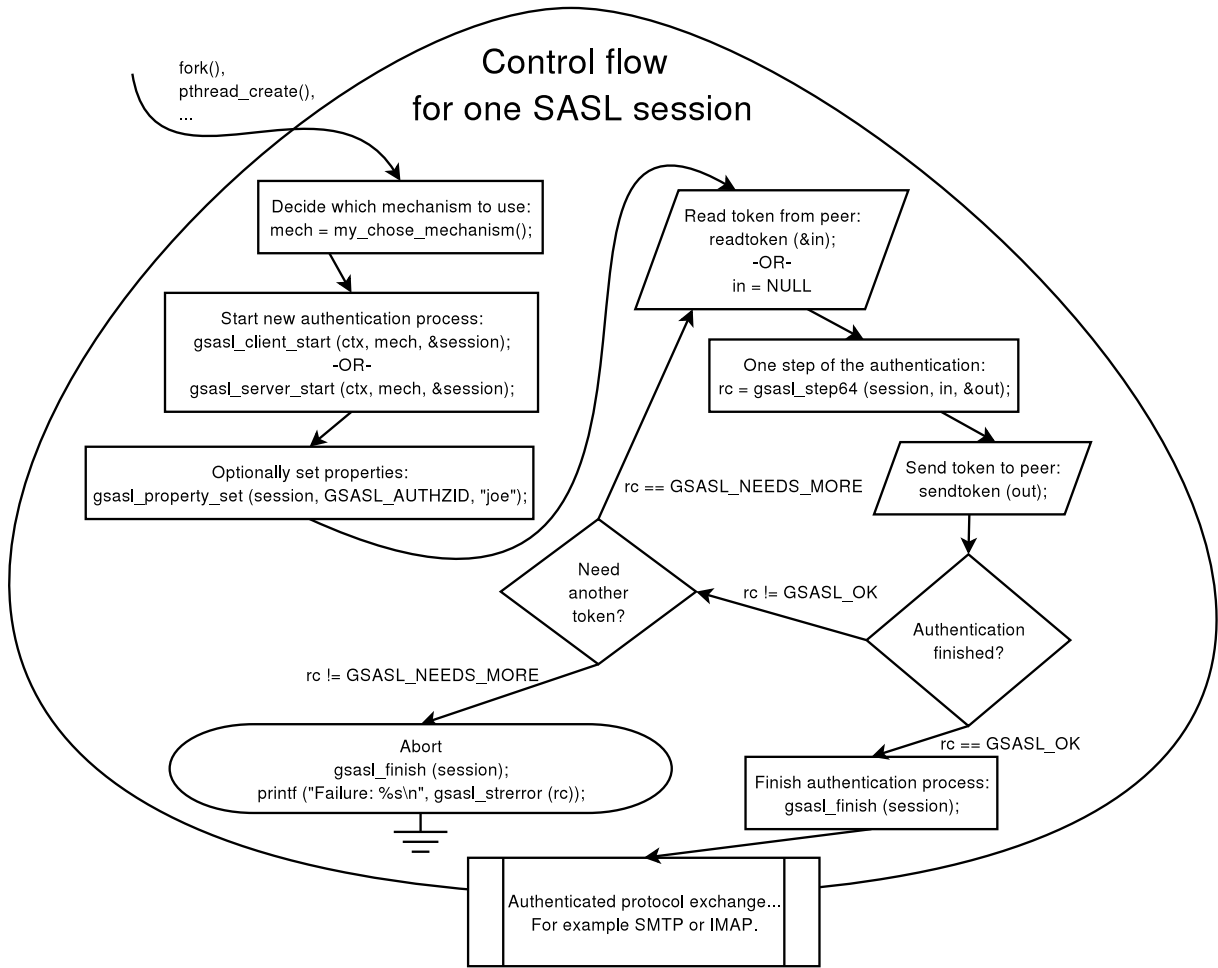 Control flow
for one SASL session
fork(),
pthread_create(),
...
Decide which mechanism to use:
mech = my_chose_mechanism();
Start new authentication process:
gsasl_client_start (ctx, mech, &session);
-OR-
gsasl_server_start (ctx, mech, &session);
Optionally set properties:
gsasl_property_set (session, GSASL_AUTHZID, "joe");
Read token from peer:
readtoken (&in);
-OR-
in = NULL
One step of the authentication:
rc = gsasl_step64 (session, in, &out);
Send token to peer:
sendtoken (out);
Authentication
finished?
rc != GSASL_OK
Need
another
token?
rc == GSASL_NEEDS_MORE
rc != GSASL_NEEDS_MORE
Abort
gsasl_finish (session);
printf ("Failure: %s\n", gsasl_strerror (rc));
rc == GSASL_OK
Finish authentication process:
gsasl_finish (session);
Authenticated protocol exchange...
For example SMTP or IMAP.